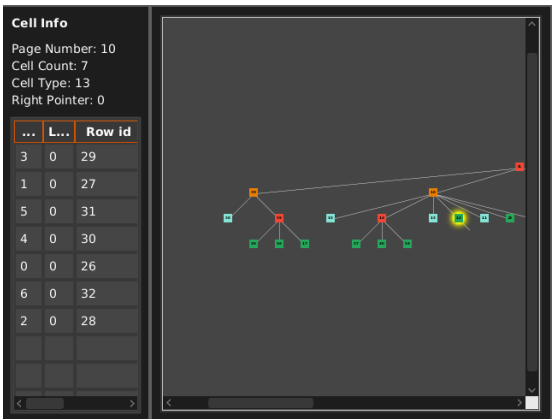 Cell Info
Page Number: 10
Cell Count: 7
Cell Type: 13
Right Pointer: 0
... L... Row id
3 0 29
1 0 27
5 0 31
4 0 30
0 0 26
6 0 32
2 0 28